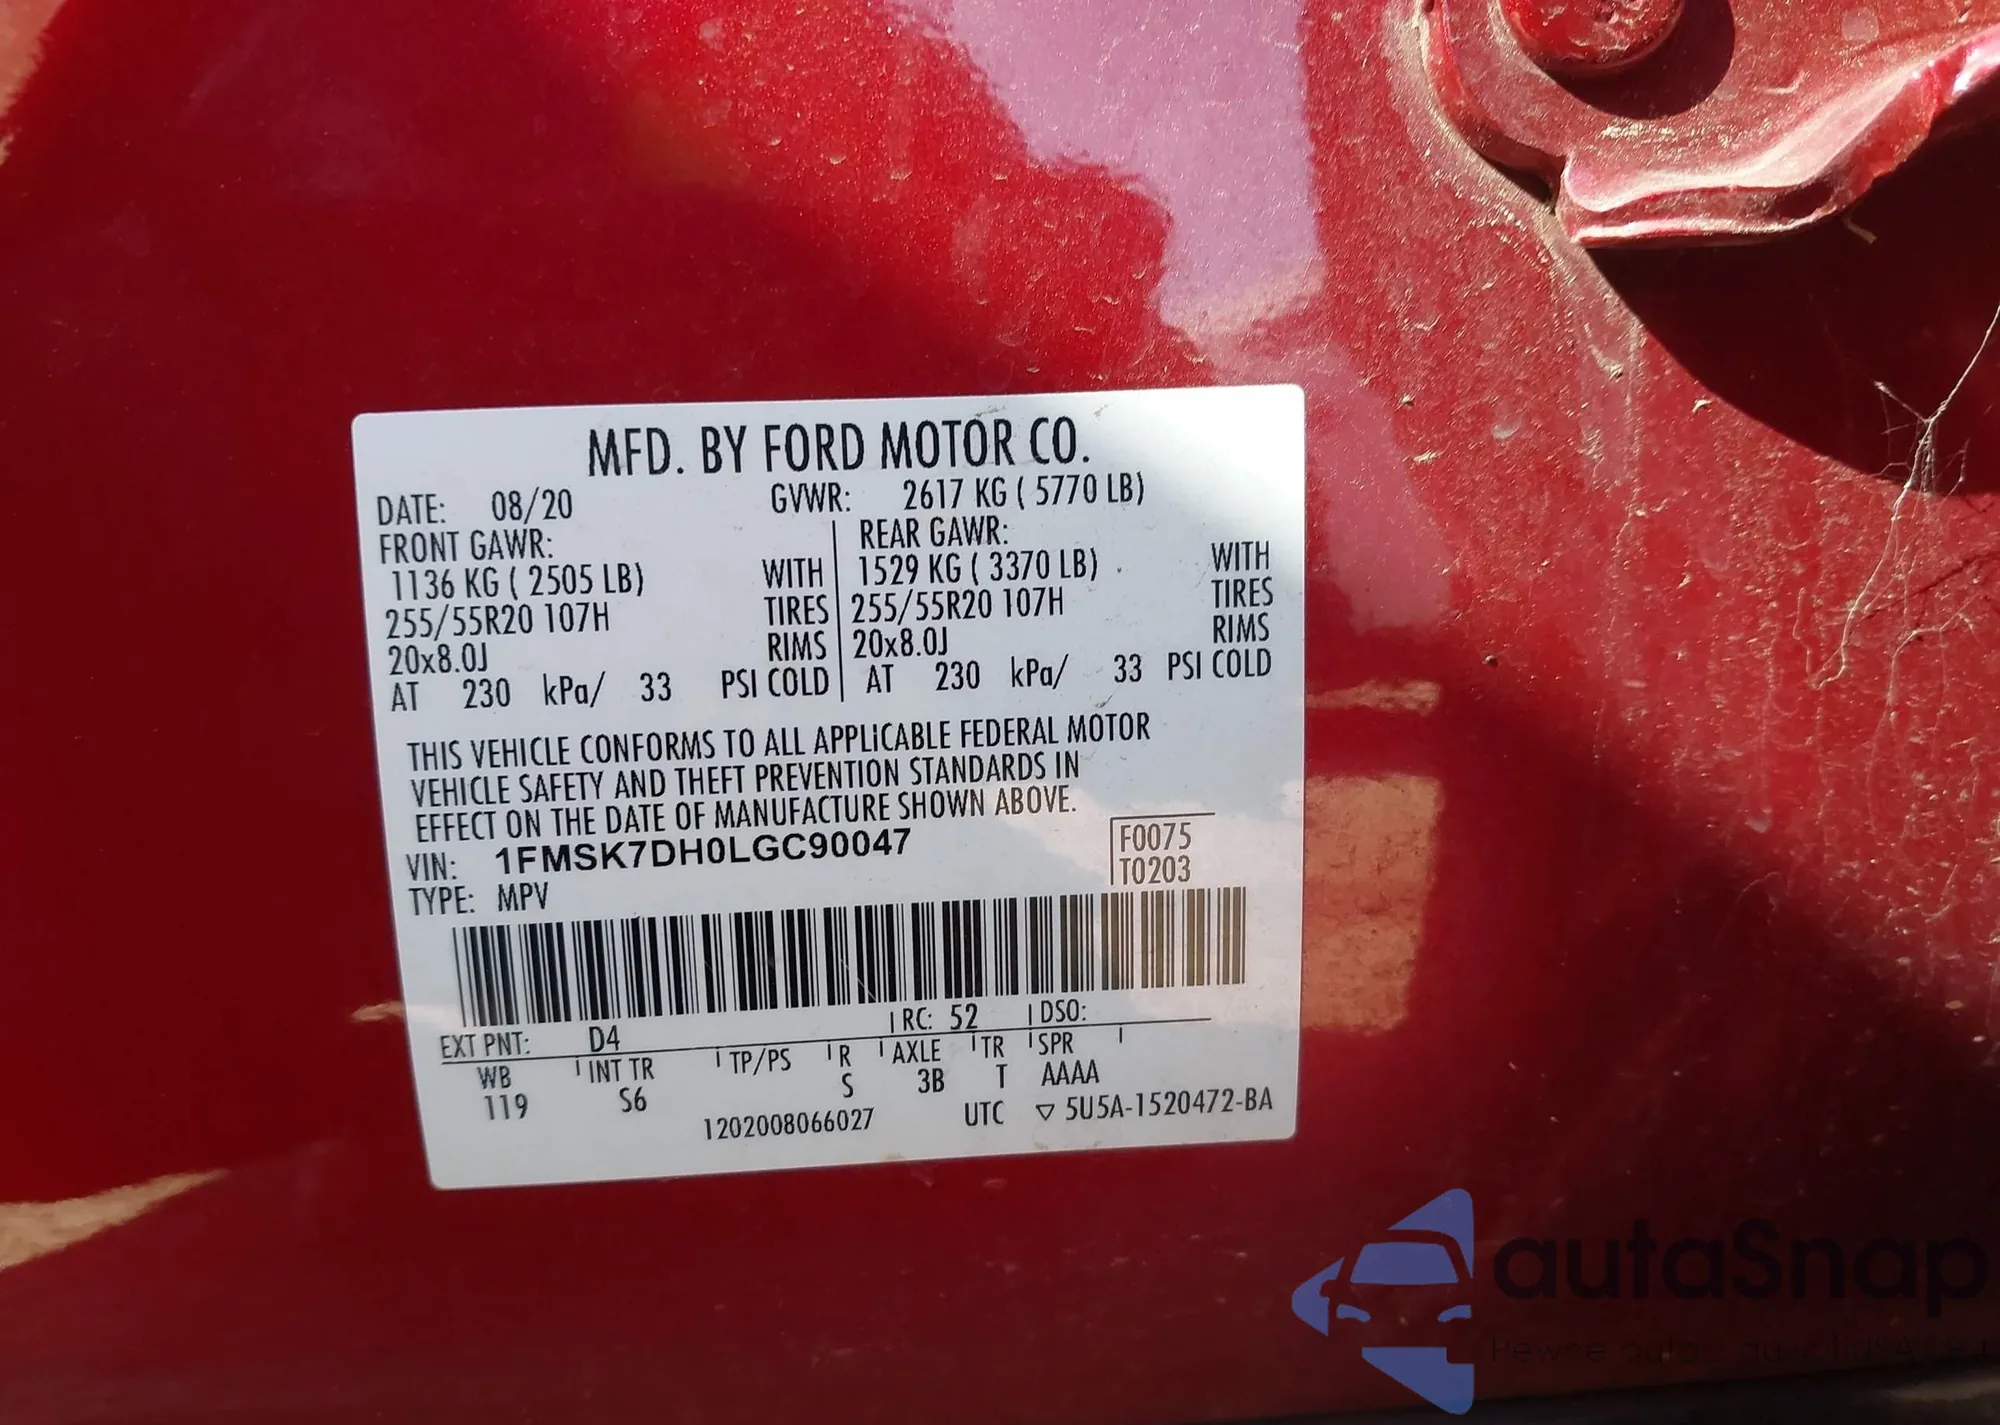 MFD. BY FORD MOTOR CO.
DATE: 08/20 GVWR: 2617 KG ( 5770 LB)
FRONT GAWR: REAR GAWR:
1136 KG ( 2505 LB) WITH 1529 KG ( 3370 LB) WITH
255/55R20 107H TIRES 255/55R20 107H TIRES
20x8.0J RIMS 20x8.0J RIMS
AT 230 kPa/ 33 PSI COLD AT 230 kPa/ 33 PSI COLD
THIS VEHICLE CONFORMS TO ALL APPLiCABLE FEDERAL MOTOR
VEHICLE SAFETY AND THEFT PREVENTION STANDARDS IN
EFFECT ON THE DATE OF MANUFACTURE SHOWN ABOVE.
VIN: 1FMSK7DH0LGC90047 F0075
TYPE: MPV T0203
EXT PNT: D4 RC: 52 DSO:
WB INT TR TP/PS R AXLE TR SPR
119 S6 S 3B T AAAA
1202008066027 UTC ▽ 5U5A-1520472-BA
autaSnap